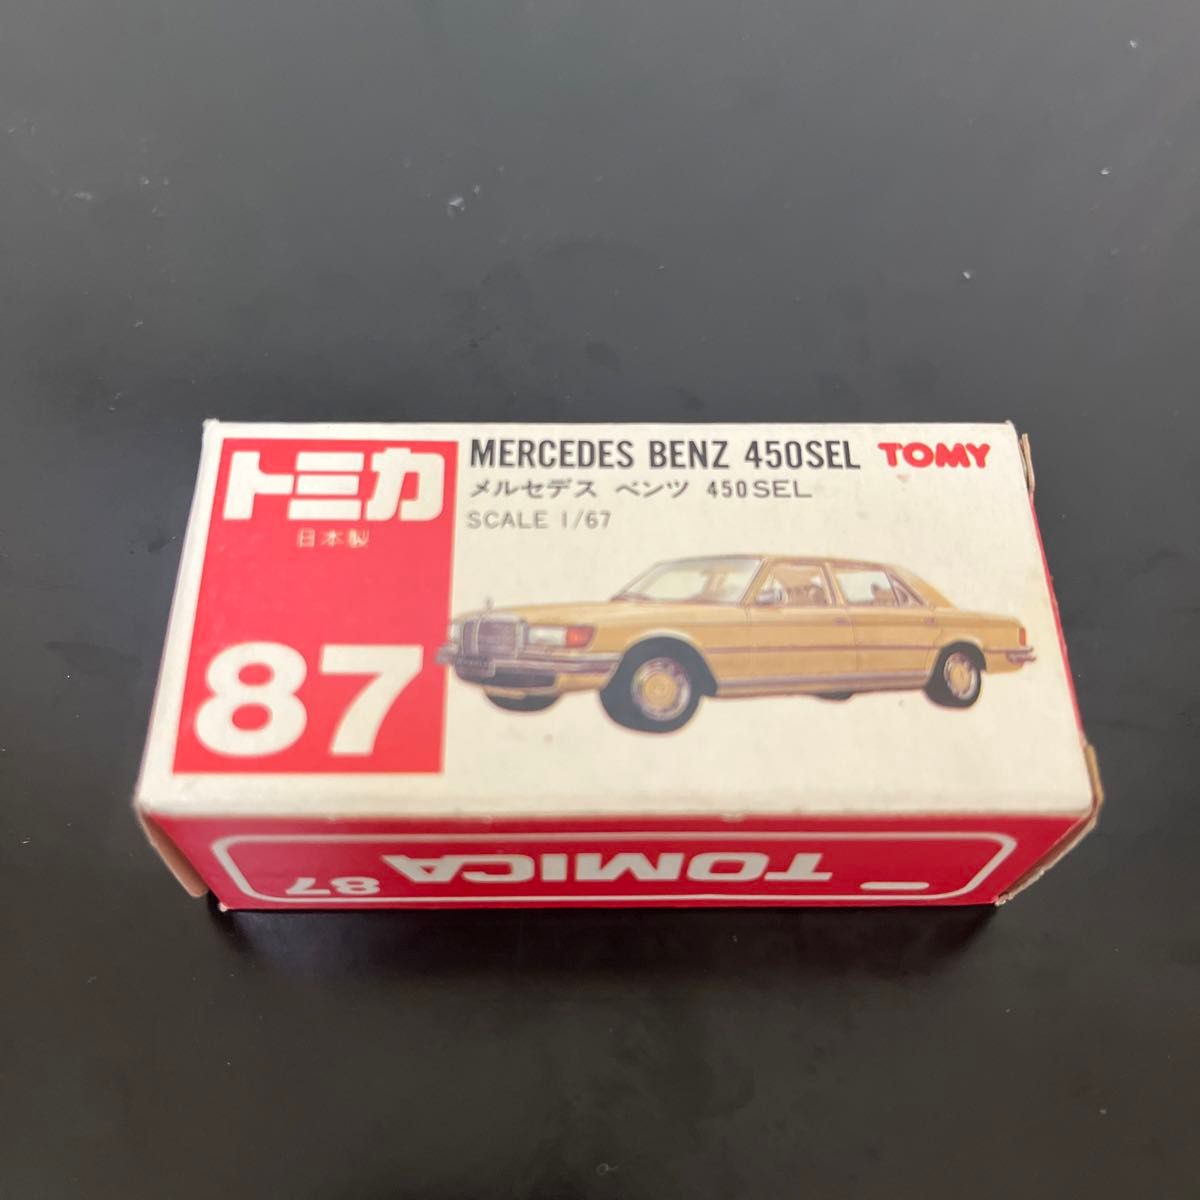 トミカ
日本製
87
MERCEDES BENZ 450SEL
TOMY
メルセデス ベンツ 450SEL
SCALE 1/67
TOMICA 87